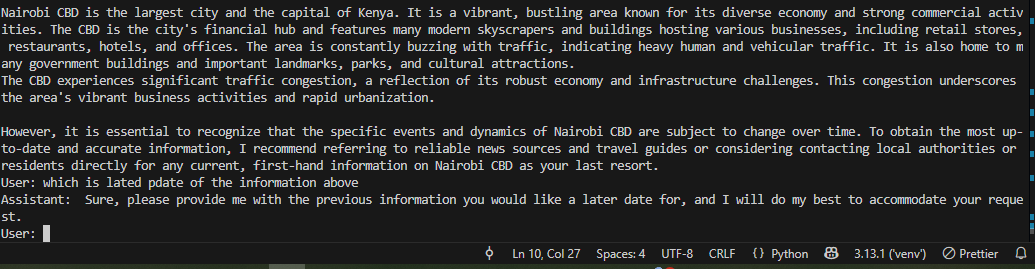 Nairobi CBD is the largest city and the capital of Kenya. It is a vibrant, bustling area known for its diverse economy and strong commercial activ
ities. The CBD is the city's financial hub and features many modern skyscrapers and buildings hosting various businesses, including retail stores,
restaurants, hotels, and offices. The area is constantly buzzing with traffic, indicating heavy human and vehicular traffic. It is also home to m
any government buildings and important landmarks, parks, and cultural attractions.
The CBD experiences significant traffic congestion, a reflection of its robust economy and infrastructure challenges. This congestion underscores
the area's vibrant business activities and rapid urbanization.

However, it is essential to recognize that the specific events and dynamics of Nairobi CBD are subject to change over time. To obtain the most up-
to-date and accurate information, I recommend referring to reliable news sources and travel guides or considering contacting local authorities or
residents directly for any current, first-hand information on Nairobi CBD as your last resort.
User: which is lated pdate of the information above
Assistant:  Sure, please provide me with the previous information you would like a later date for, and I will do my best to accommodate your reque
st.
User:
Ln 10, Col 27 Spaces: 4 UTF-8 CRLF {} Python 3.13.1 ('venv') Prettier